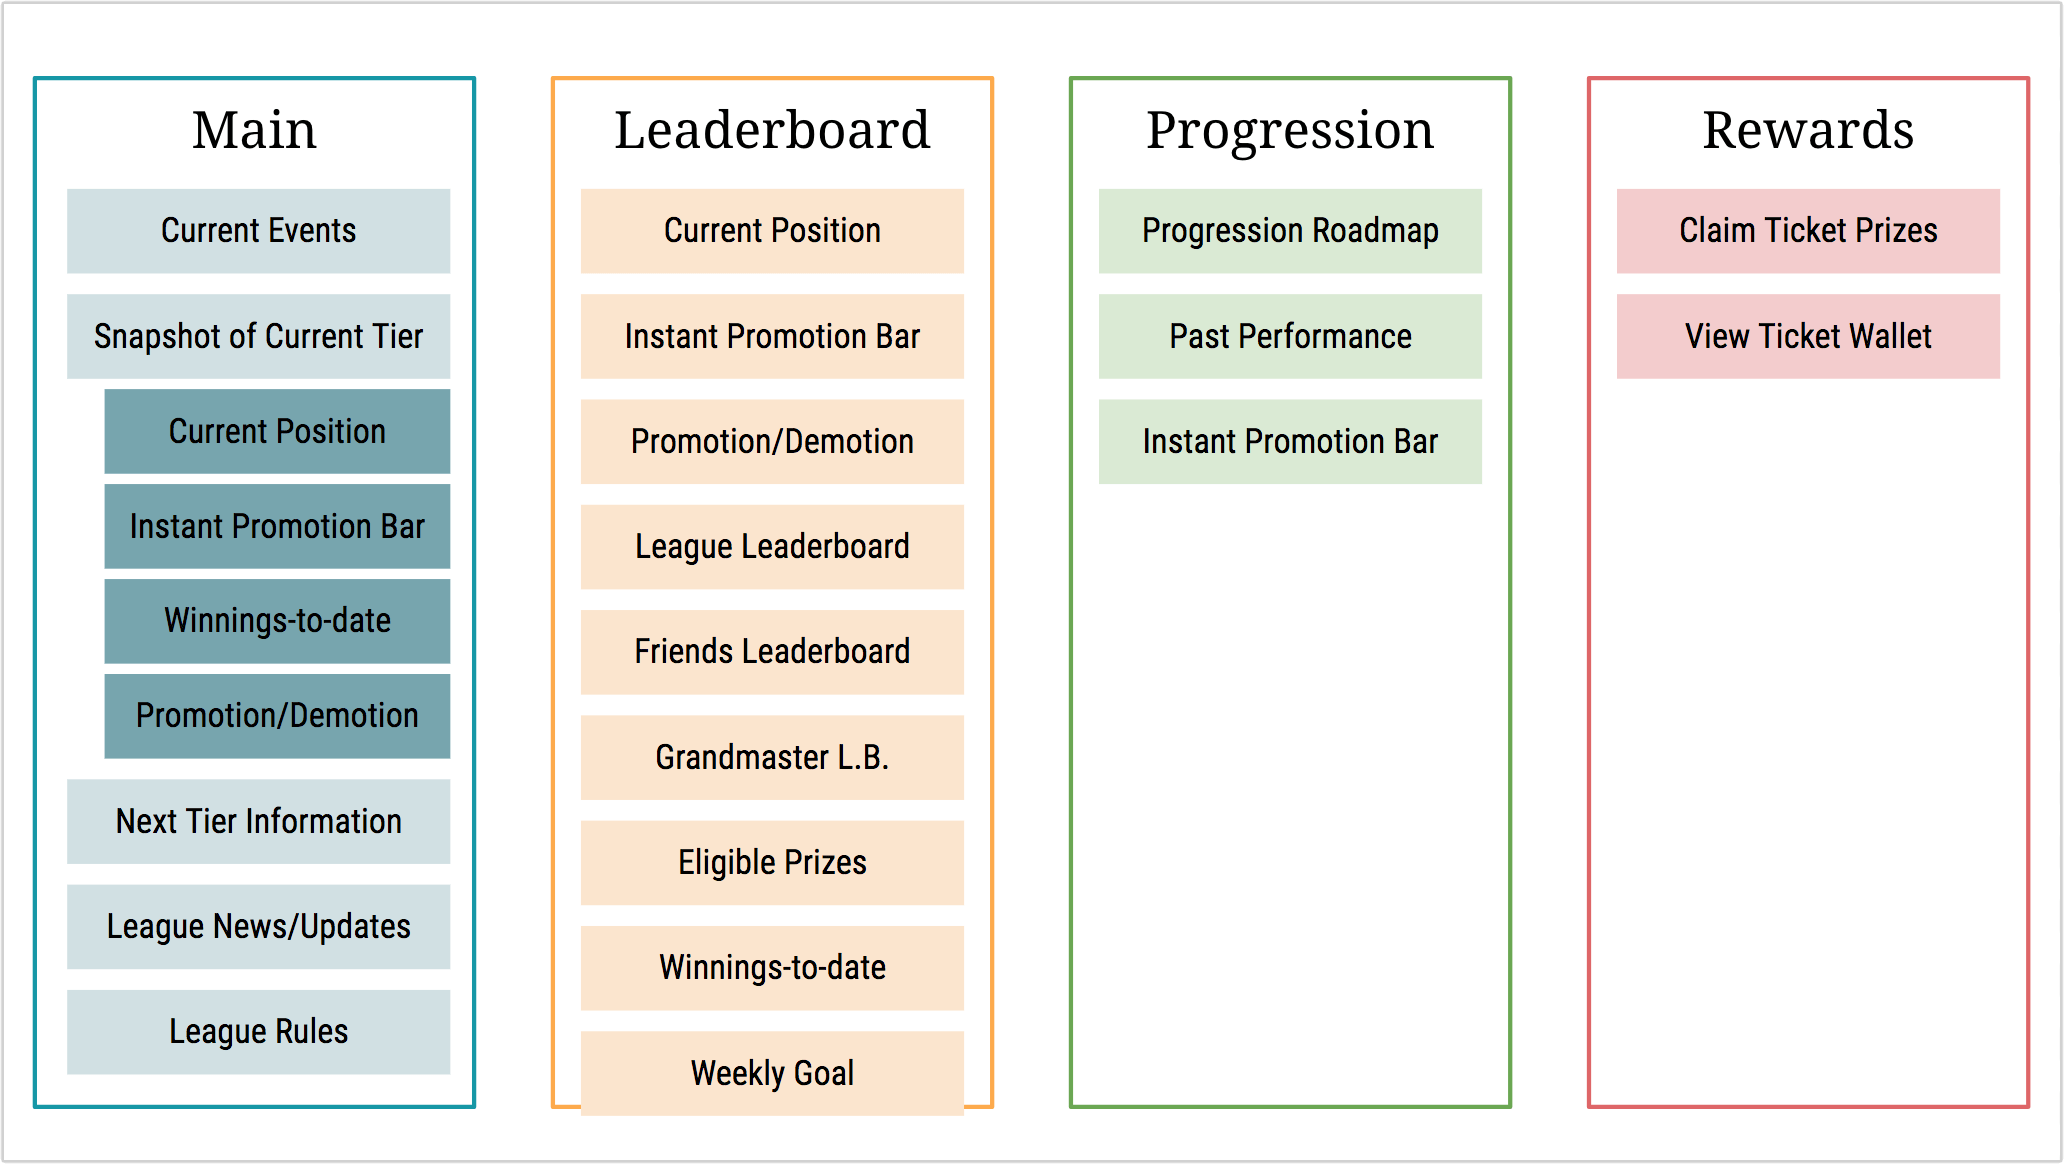 Main
Current Events
Snapshot of Current Tier
Current Position
Instant Promotion Bar
Winnings-to-date
Promotion/Demotion
Next Tier Information
League News/Updates
League Rules
Leaderboard
Current Position
Instant Promotion Bar
Promotion/Demotion
League Leaderboard
Friends Leaderboard
Grandmaster L.B.
Eligible Prizes
Winnings-to-date
Weekly Goal
Progression
Progression Roadmap
Past Performance
Instant Promotion Bar
Rewards
Claim Ticket Prizes
View Ticket Wallet